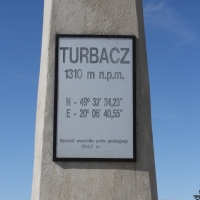 TURBACZ
1310 m n.p.m.
N - 49° 32' 34,23"
E - 20° 06' 40,55"